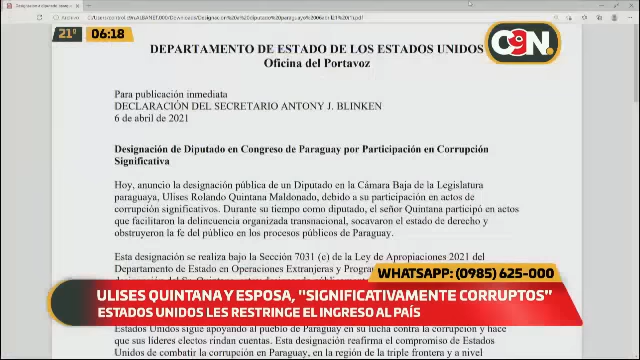 21°
06:18
C9N.
DEPARTAMENTO DE ESTADO DE LOS ESTADOS UNIDOS
Oficina del Portavoz
Para publicación inmediata
DECLARACIÓN DEL SECRETARIO ANTONY J. BLINKEN
6 de abril de 2021
Designación de Diputado en Congreso de Paraguay por Participación en Corrupción
Significativa
Hoy, anuncio la designación pública de un Diputado en la Cámara Baja de la Legislatura
paraguaya, Ulises Rolando Quintana Maldonado, debido a su participación en actos de
corrupción significativos. Durante su tiempo como diputado, el señor Quintana participó en actos
que facilitaron la delincuencia organizada transnacional, socavaron el estado de derecho y
obstruyeron la fe del público en los procesos públicos de Paraguay.
Esta designación se realiza bajo la Sección 7031 (c) de la Ley de Apropiaciones 2021 del
Departamento de Estado en Operaciones Extranjeras y
WHATSAPP: (0985) 625-000
ULISES QUINTANA Y ESPOSA, "SIGNIFICATIVAMENTE CORRUPTOS"
ESTADOS UNIDOS LES RESTRINGE EL INGRESO AL PAÍS
Estados Unidos sigue apoyando al pueblo de Paraguay en su lucha contra la corrupción y hace
que sus líderes electos rindan cuentas. Esta designación reafirma el compromiso de Estados
Unidos de combatir la corrupción en Paraguay, en la región de la triple frontera y a nivel